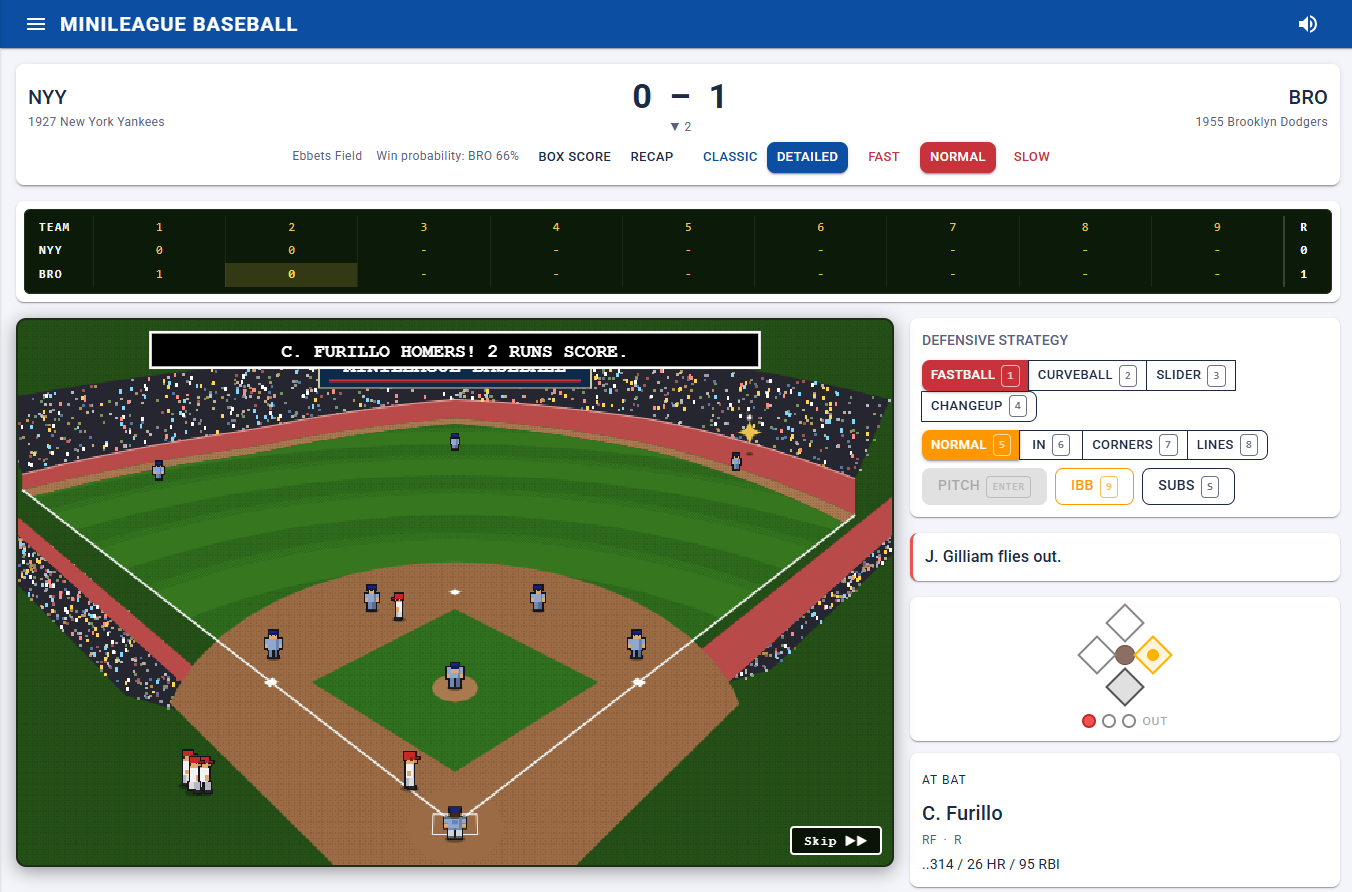 MINILEAGUE BASEBALL
NYY
0 – 1
BRO
1927 New York Yankees
▼ 2
1955 Brooklyn Dodgers
Ebbets Field Win probability: BRO 66% BOX SCORE RECAP CLASSIC DETAILED FAST NORMAL SLOW
TEAM 1 2 3 4 5 6 7 8 9 R
NYY 0 0 - - - - - - - 0
BRO 1 0 - - - - - - - 1
C. FURILLO HOMERS! 2 RUNS SCORE.
MINILEAGUE BASEBALL
Skip
DEFENSIVE STRATEGY
FASTBALL 1 CURVEBALL 2 SLIDER 3
CHANGEUP 4
NORMAL 5 IN 6 CORNERS 7 LINES 8
PITCH ENTER IBB 9 SUBS S
J. Gilliam flies out.
OUT
AT BAT
C. Furillo
RF · R
..314 / 26 HR / 95 RBI